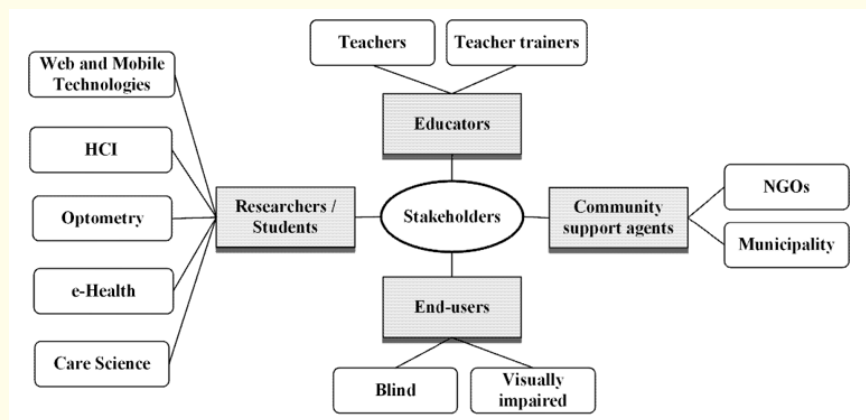 Teachers
Teacher trainers
Web and Mobile
Technologies
Educators
HCI
NGOs
Optometry
Researchers /
Students
Stakeholders
Community
support agents
Municipality
e-Health
End-users
Care Science
Blind
Visually
impaired